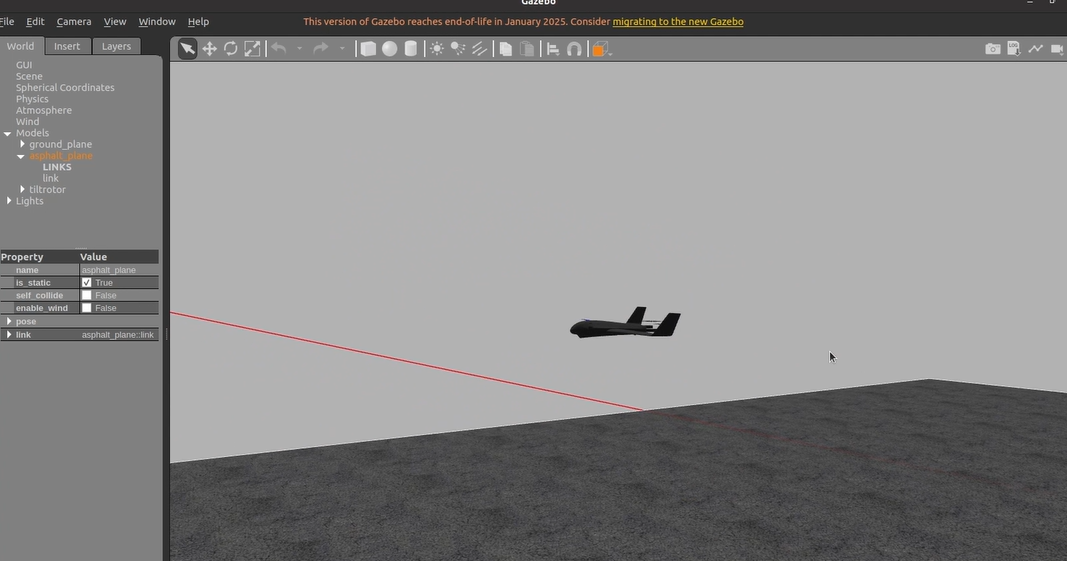 Gazebo
File Edit Camera View Window Help
This version of Gazebo reaches end-of-life in January 2025. Consider migrating to the new Gazebo
World Insert Layers
GUI
Scene
Spherical Coordinates
Physics
Atmosphere
Wind
Models
ground_plane
asphalt_plane
LINKS
link
tiltrotor
Lights
Property Value
name asphalt_plane
is_static True
self_collide False
enable_wind False
pose
link asphalt_plane::link
LOG